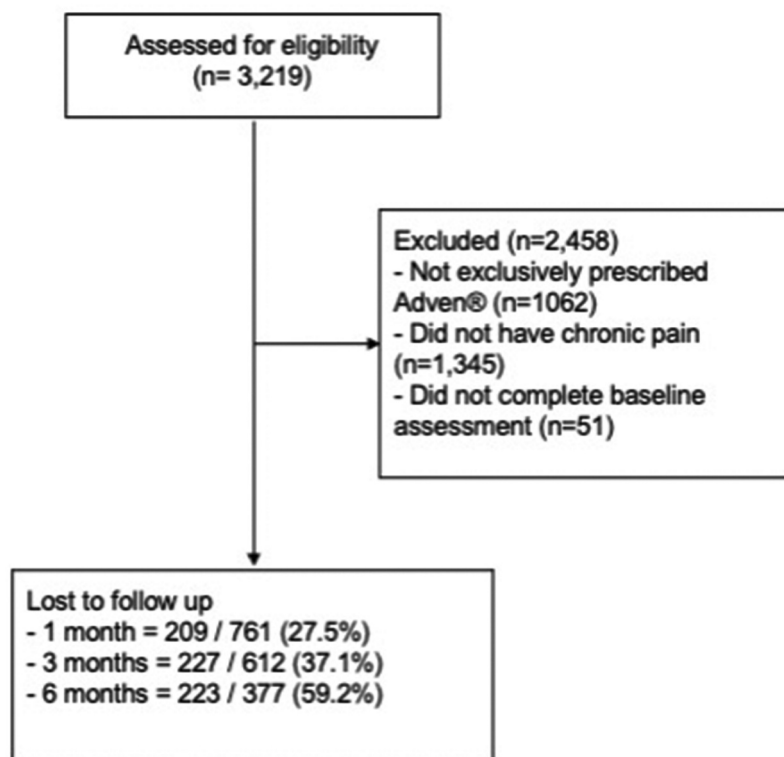 Assessed for eligibility
(n= 3,219)
Excluded (n=2,458)
- Not exclusively prescribed
Adven® (n=1062)
- Did not have chronic pain
(n=1,345)
- Did not complete baseline
assessment (n=51)
Lost to follow up
- 1 month = 209 / 761 (27.5%)
- 3 months = 227 / 612 (37.1%)
- 6 months = 223 / 377 (59.2%)